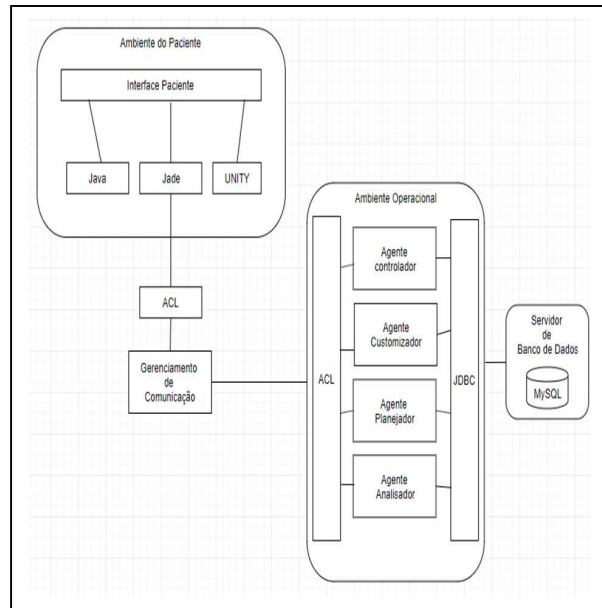 Ambiente do Paciente
Interface Paciente
Java
Jade
UNITY
ACL
Gerenciamento
de
Comunicação
Ambiente Operacional
ACL
Agente
controlador
Agente
Customizador
Agente
Planejador
Agente
Analisador
JDBC
Servidor
de
Banco de Dados
MySQL